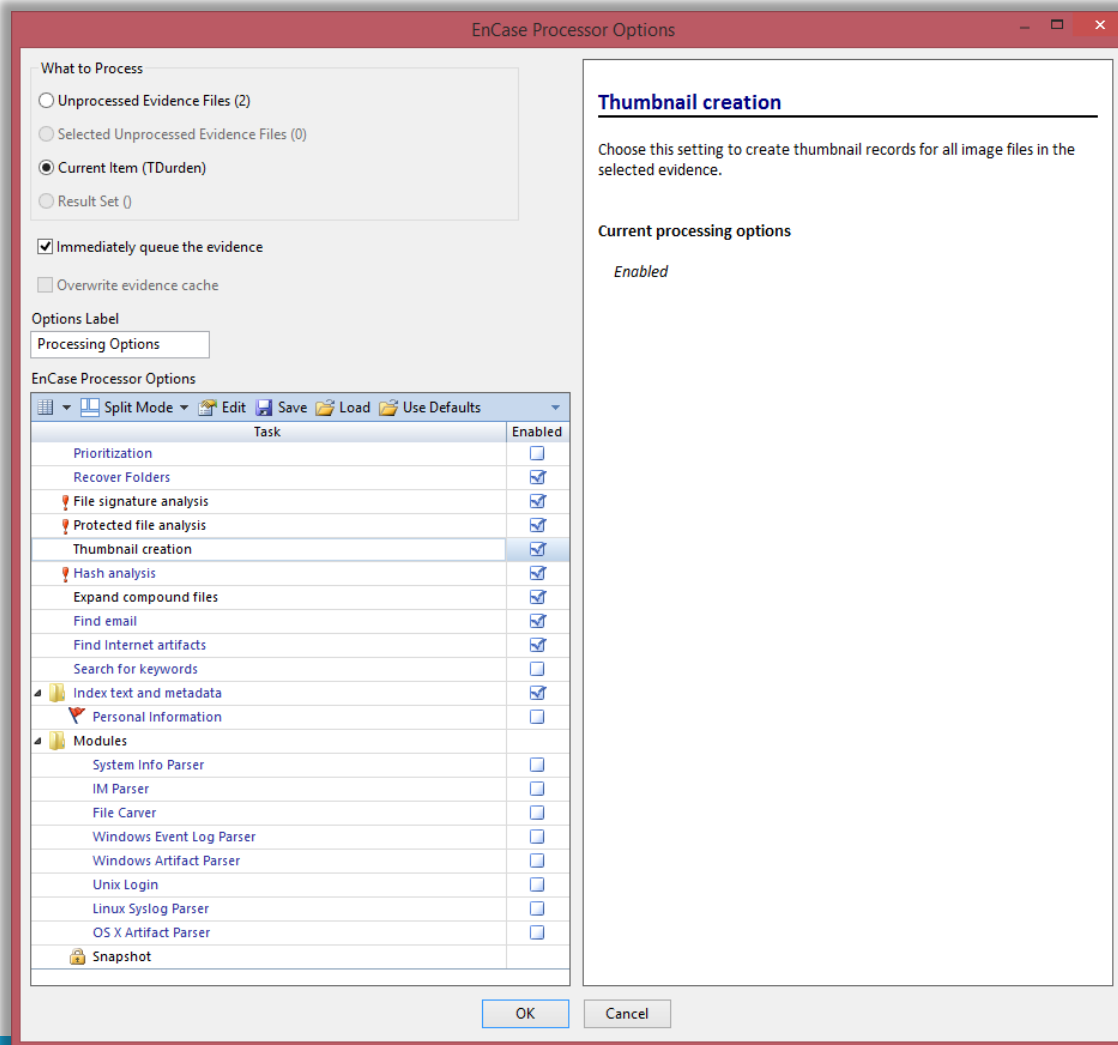 EnCase Processor Options
What to Process
Unprocessed Evidence Files (2)
Selected Unprocessed Evidence Files (0)
Current Item (TDurden)
Result Set ()
Immediately queue the evidence
Overwrite evidence cache
Options Label
Processing Options
EnCase Processor Options
Split Mode Edit Save Load Use Defaults
Task Enabled
Prioritization
Recover Folders
File signature analysis
Protected file analysis
Thumbnail creation
Hash analysis
Expand compound files
Find email
Find Internet artifacts
Search for keywords
Index text and metadata
Personal Information
Modules
System Info Parser
IM Parser
File Carver
Windows Event Log Parser
Windows Artifact Parser
Unix Login
Linux Syslog Parser
OS X Artifact Parser
Snapshot
Thumbnail creation
Choose this setting to create thumbnail records for all image files in the
selected evidence.
Current processing options
Enabled
OK Cancel